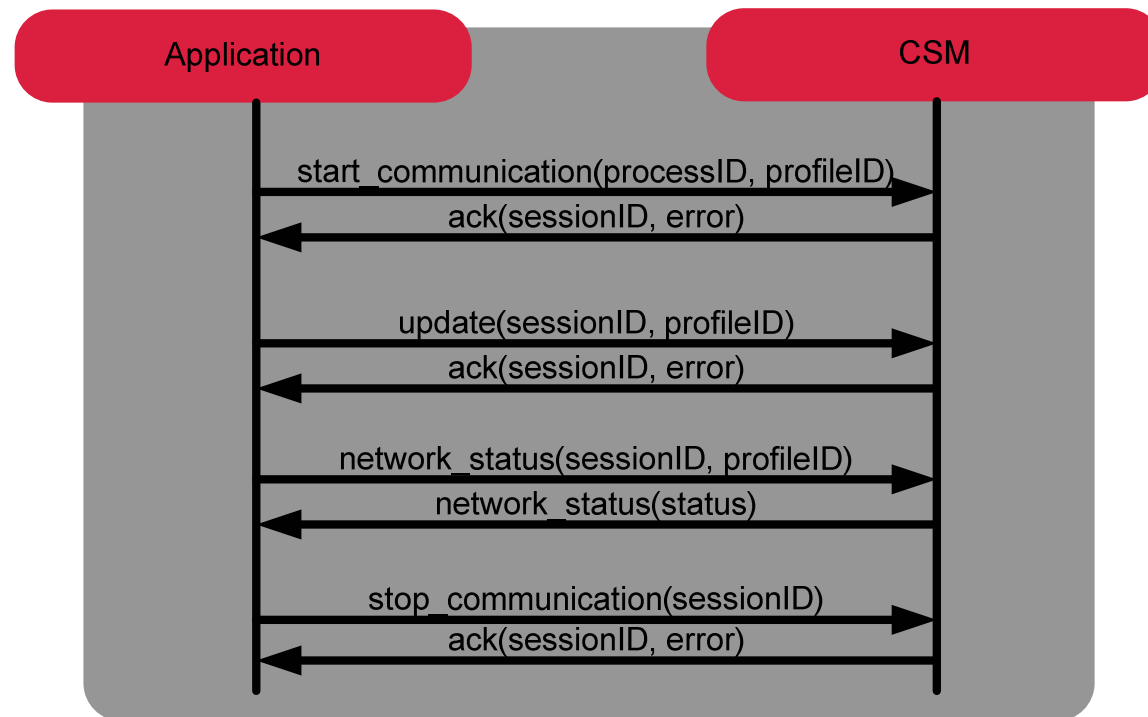 Application
CSM
start_communication(processID, profileID)
ack(sessionID, error)
update(sessionID, profileID)
ack(sessionID, error)
network_status(sessionID, profileID)
network_status(status)
stop_communication(sessionID)
ack(sessionID, error)